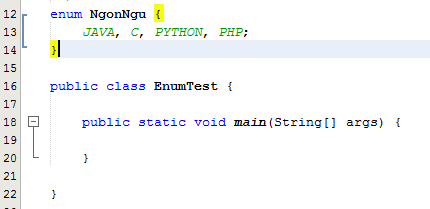 12 enum NgonNgu {
13 JAVA, C, PYTHON, PHP;
14 }
15
16 public class EnumTest {
17
18 public static void main(String[] args) {
19
20 }
21
22 }